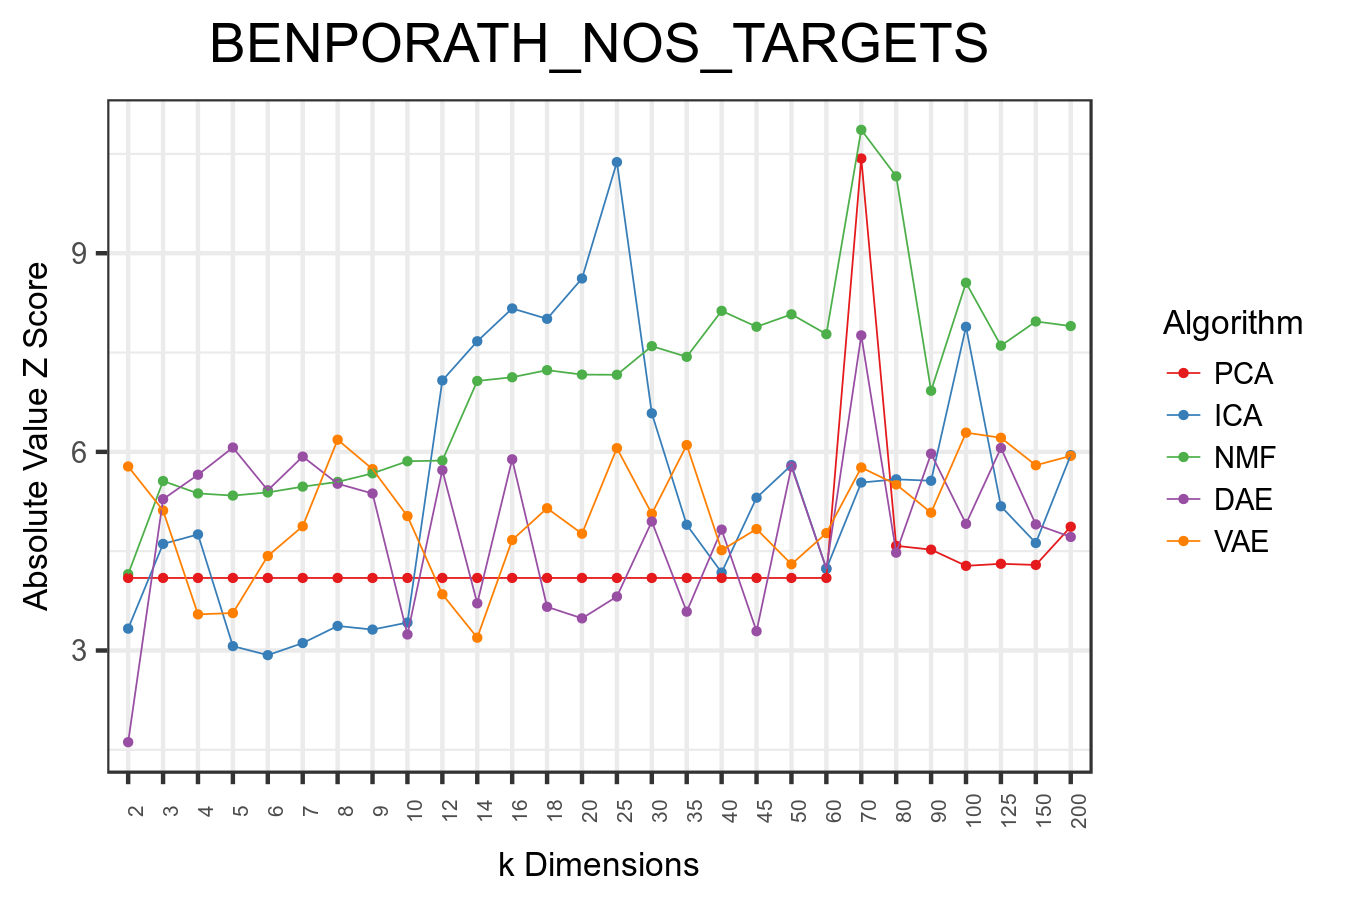 BENPORATH_NOS_TARGETS
Absolute Value Z Score
9
6
3
2 3 4 5 6 7 8 9 10 12 14 16 18 20 25 30 35 40 45 50 60 70 80 90 100 125 150 200
k Dimensions
Algorithm
PCA
ICA
NMF
DAE
VAE